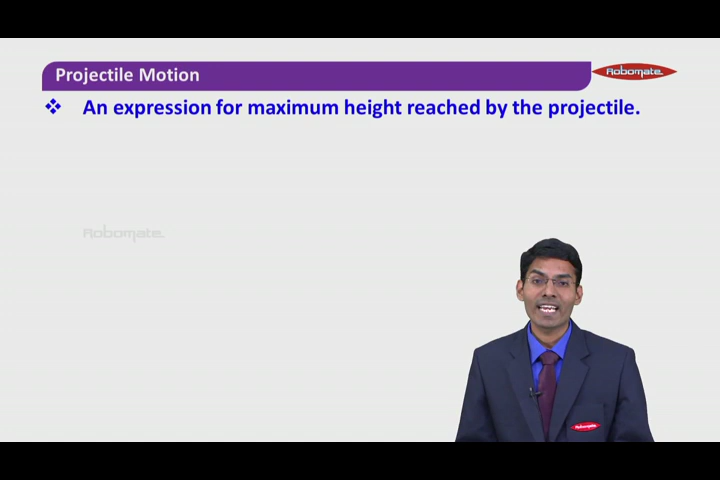 Projectile Motion
Robomate
❖ An expression for maximum height reached by the projectile.
Robomate
Robomate